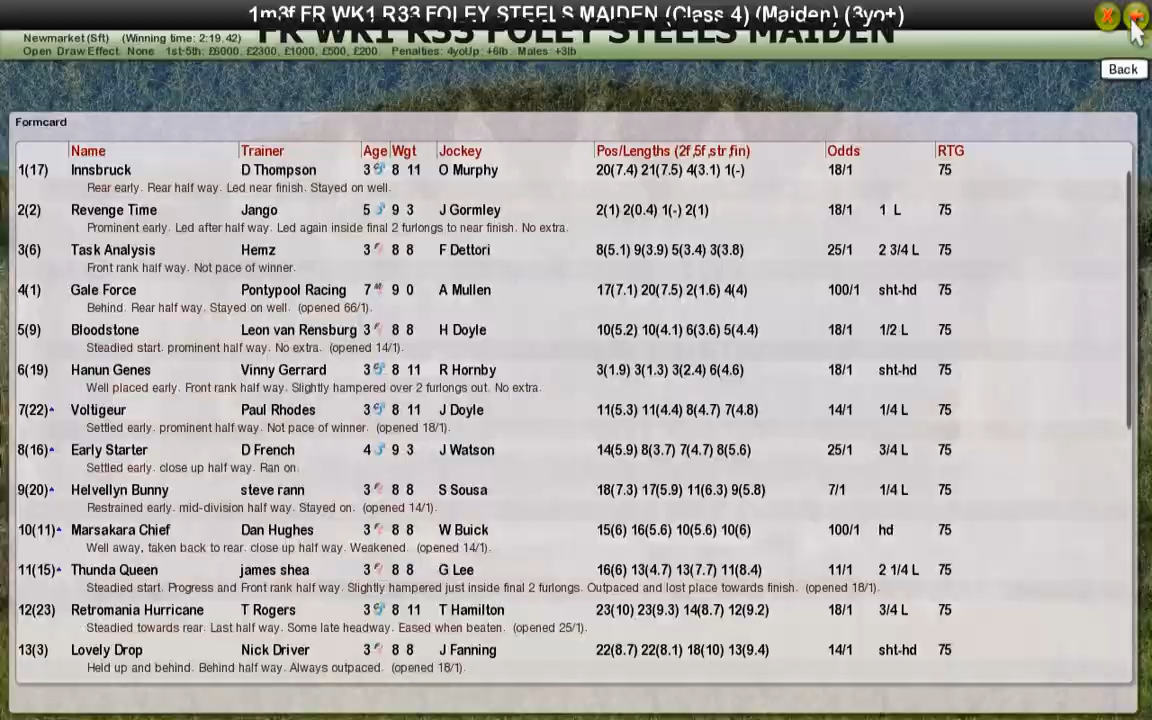 1m3f FR WK1 R33 FOLEY STEELS MAIDEN (Class 4) (Maiden) (3yo+)
FR WK1 R33 FOLEY STEELS MAIDEN
Newmarket (Sft) (Winning time: 2:19.42)
Open Draw Effect. None 1st-5th: £6000, £2300, £1000, £500, £200. Penalties: 4yoUp: +6lb. Males: +3lb
Back
Formcard
Name Trainer Age Wgt Jockey Pos/Lengths (2f,5f,str,fin) Odds RTG
1(17) Innsbruck D Thompson 3 8 11 O Murphy 20(7.4) 21(7.5) 4(3.1) 1(-) 18/1 75
Rear early. Rear half way. Led near finish. Stayed on well.
2(2) Revenge Time Jango 5 9 3 J Gormley 2(1) 2(0.4) 1(-) 2(1) 18/1 1 L 75
Prominent early. Led after half way. Led again inside final 2 furlongs to near finish. No extra.
3(6) Task Analysis Hemz 3 8 8 F Dettori 8(5.1) 9(3.9) 5(3.4) 3(3.8) 25/1 2 3/4 L 75
Front rank half way. Not pace of winner.
4(1) Gale Force Pontypool Racing 7 9 0 A Mullen 17(7.1) 20(7.5) 2(1.6) 4(4) 100/1 sht-hd 75
Behind. Rear half way. Stayed on well. (opened 66/1).
5(9) Bloodstone Leon van Rensburg 3 8 8 H Doyle 10(5.2) 10(4.1) 6(3.6) 5(4.4) 18/1 1/2 L 75
Steadied start. prominent half way. No extra. (opened 14/1).
6(19) Hanun Genes Vinny Gerrard 3 8 11 R Hornby 3(1.9) 3(1.3) 3(2.4) 6(4.6) 18/1 sht-hd 75
Well placed early. Front rank half way. Slightly hampered over 2 furlongs out. No extra.
7(22) Voltigeur Paul Rhodes 3 8 11 J Doyle 11(5.3) 11(4.4) 8(4.7) 7(4.8) 14/1 1/4 L 75
Settled early. prominent half way. Not pace of winner. (opened 18/1).
8(16) Early Starter D French 4 9 3 J Watson 14(5.9) 8(3.7) 7(4.7) 8(5.6) 25/1 3/4 L 75
Settled early. close up half way. Ran on.
9(20) Helvellyn Bunny steve rann 3 8 8 S Sousa 18(7.3) 17(5.9) 11(6.3) 9(5.8) 7/1 1/4 L 75
Restrained early. mid-division half way. Stayed on. (opened 14/1).
10(11) Marsakara Chief Dan Hughes 3 8 8 W Buick 15(6) 16(5.6) 10(5.6) 10(6) 100/1 hd 75
Well away, taken back to rear. close up half way. Weakened. (opened 14/1).
11(15) Thunda Queen james shea 3 8 8 G Lee 16(6) 13(4.7) 13(7.7) 11(8.4) 11/1 2 1/4 L 75
Steadied start. Progress and Front rank half way. Slightly hampered just inside final 2 furlongs. Outpaced and lost place towards finish. (opened 18/1).
12(23) Retromania Hurricane T Rogers 3 8 11 T Hamilton 23(10) 23(9.3) 14(8.7) 12(9.2) 18/1 3/4 L 75
Steadied towards rear. Last half way. Some late headway. Eased when beaten. (opened 25/1).
13(3) Lovely Drop Nick Driver 3 8 8 J Fanning 22(8.7) 22(8.1) 18(10) 13(9.4) 14/1 sht-hd 75
Held up and behind. Behind half way. Always outpaced. (opened 18/1).